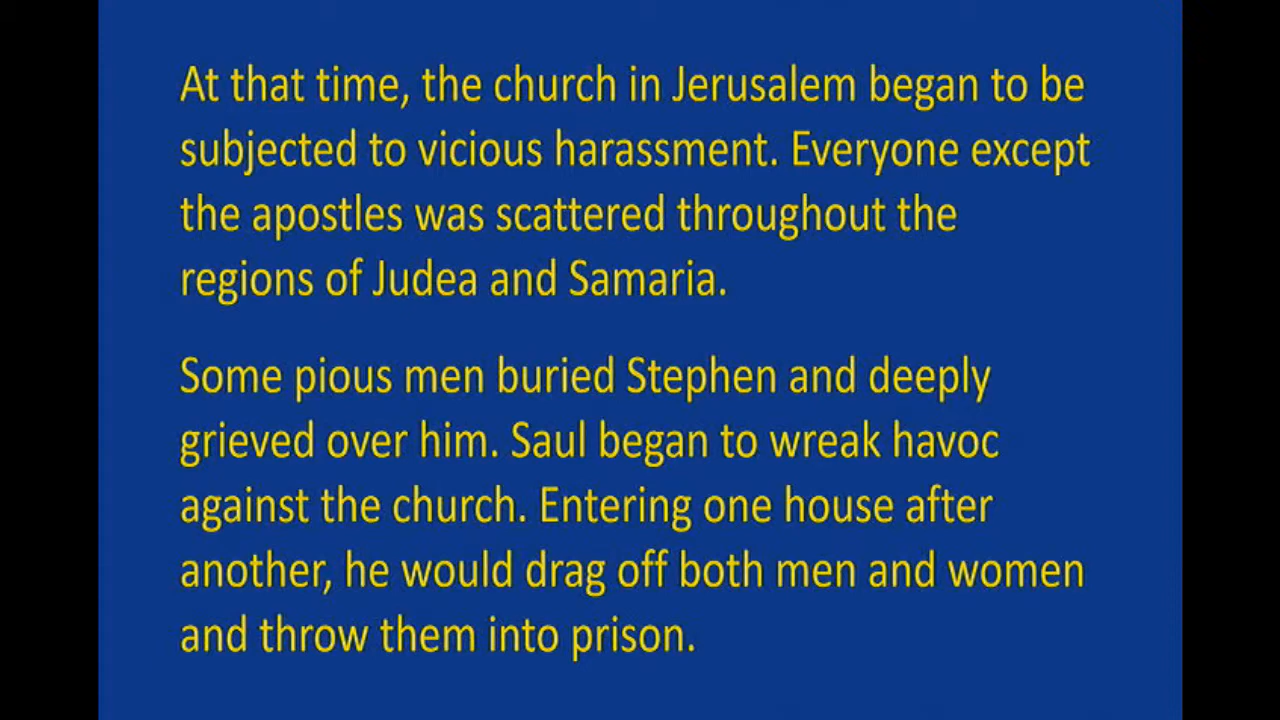 At that time, the church in Jerusalem began to be
subjected to vicious harassment. Everyone except
the apostles was scattered throughout the
regions of Judea and Samaria.
Some pious men buried Stephen and deeply
grieved over him. Saul began to wreak havoc
against the church. Entering one house after
another, he would drag off both men and women
and throw them into prison.